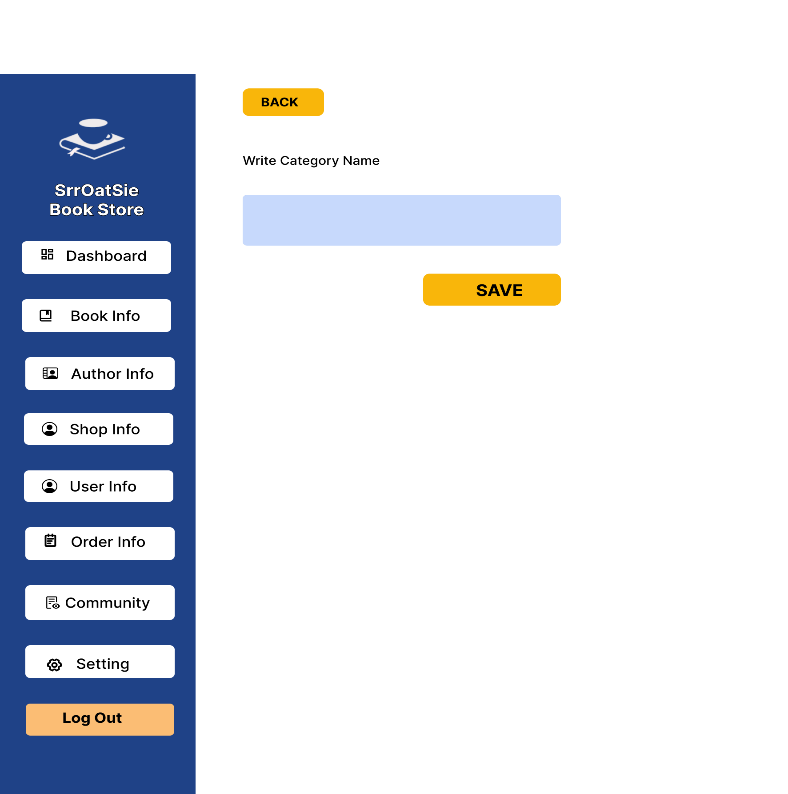 SrrOatSie
Book Store
Dashboard
Book Info
Author Info
Shop Info
User Info
Order Info
Community
Setting
Log Out
BACK
Write Category Name
SAVE